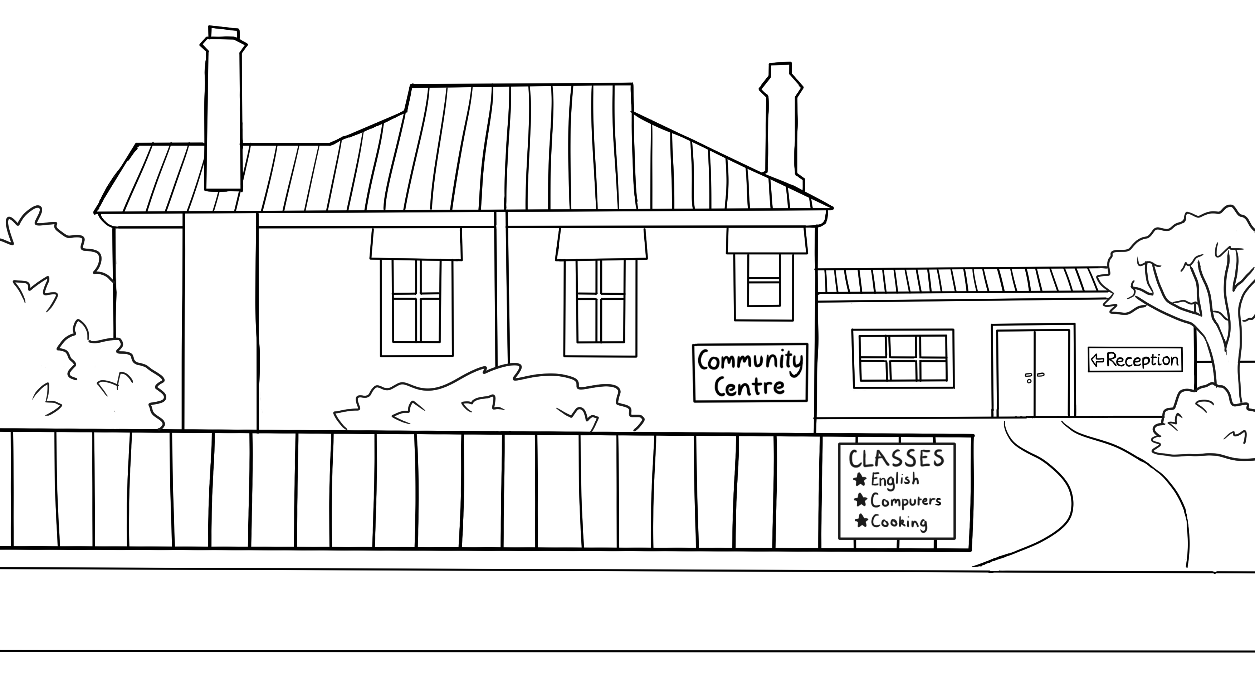 Community
Centre
⇦Reception
CLASSES
★ English
★ Computers
★ Cooking